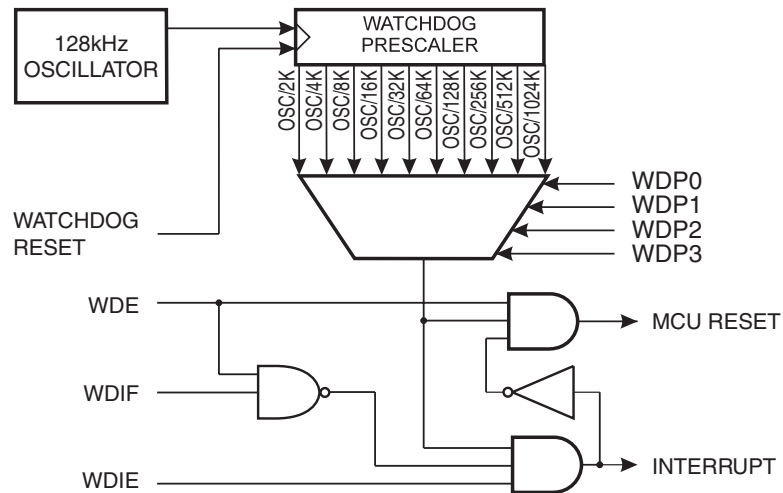 128kHz
OSCILLATOR
WATCHDOG
PRESCALER
OSC/2K
OSC/4K
OSC/8K
OSC/16K
OSC/32K
OSC/64K
OSC/128K
OSC/256K
OSC/512K
OSC/1024K
WATCHDOG
RESET
WDP0
WDP1
WDP2
WDP3
WDE
MCU RESET
WDIF
WDIE
INTERRUPT